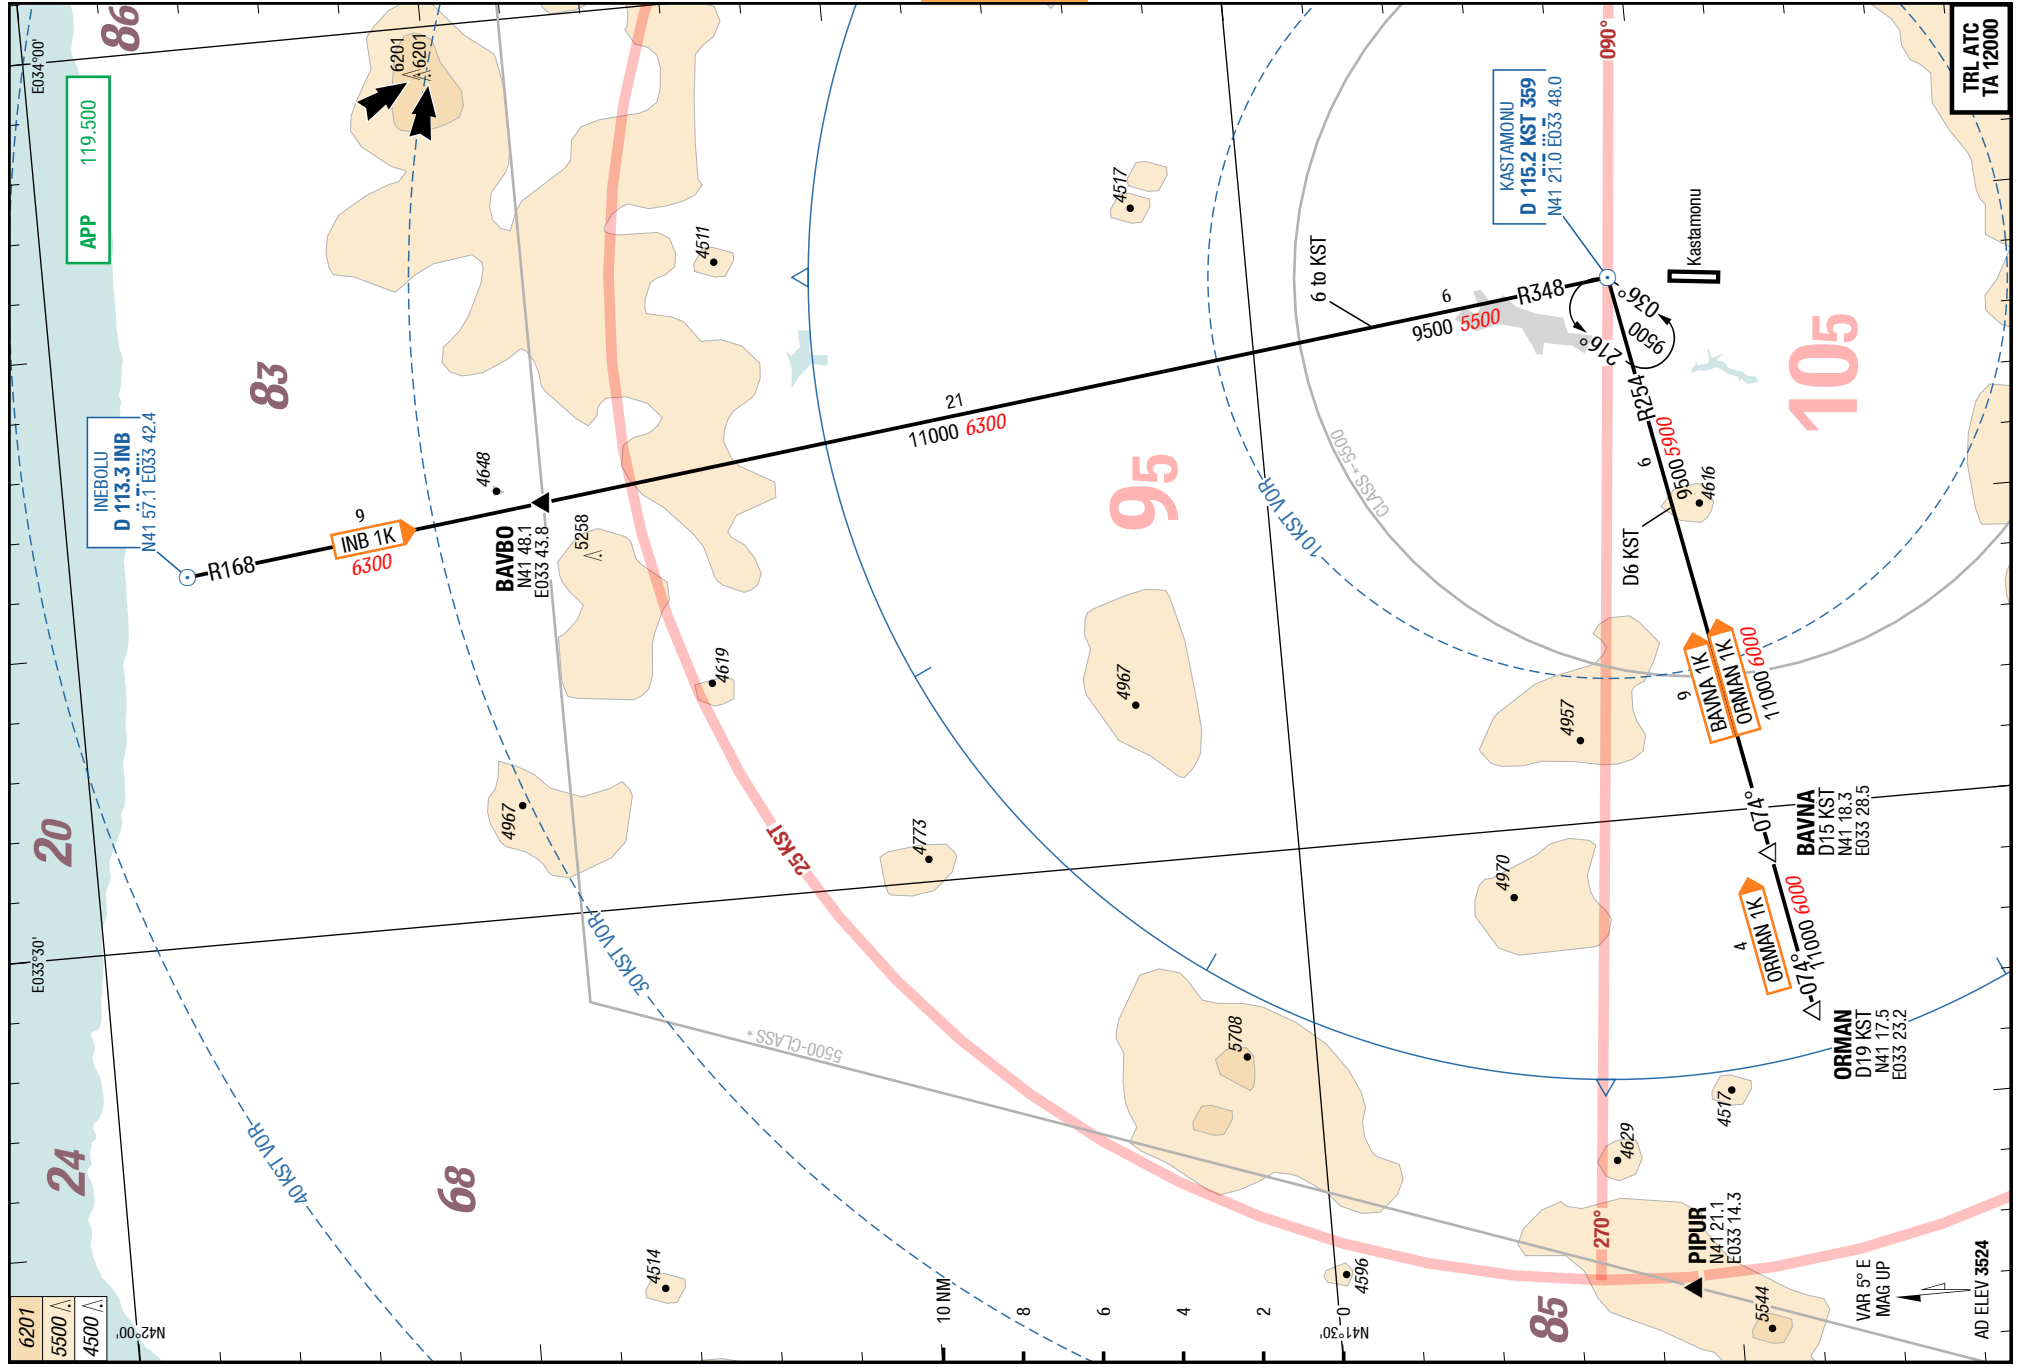 6201
5500
4500
N42°00'
24
20
E033°30'
E034°00'
86
APP 119.500
6201
6201
INEBOLU
D 113.3 INB
N41 57.1 E033 42.4
83
R168
9
INB 1K
6300
4648
BAVBO
N41 48.1
E033 43.8
5258
4511
4517
4619
4967
4773
25 KST
30 KST VOR
40 KST VOR
68
4514
5500-CLASS *
21
11000 6300
6 to KST
6
9500 5500
R348
KASTAMONU
D 115.2 KST 359
N41 21.0 E033 48.0
090°
036°
216°
9500
Kastamonu
95
105
10 KST VOR
CLASS *-5500
4967
4957
4970
5708
R254
6
9500 5900
4616
D6 KST
9
BAVNA 1K
ORMAN 1K
11000 6000
074°
BAVNA
D15 KST
N41 18.3
E033 28.5
4
ORMAN 1K
11000 6000
074°
ORMAN
D19 KST
N41 17.5
E033 23.2
4517
4629
270°
PIPUR
N41 21.1
E033 14.3
5544
85
4596
N41°30'
10 NM
8
6
4
2
0
VAR 5° E
MAG UP
AD ELEV 3524
TRL ATC
TA 12000